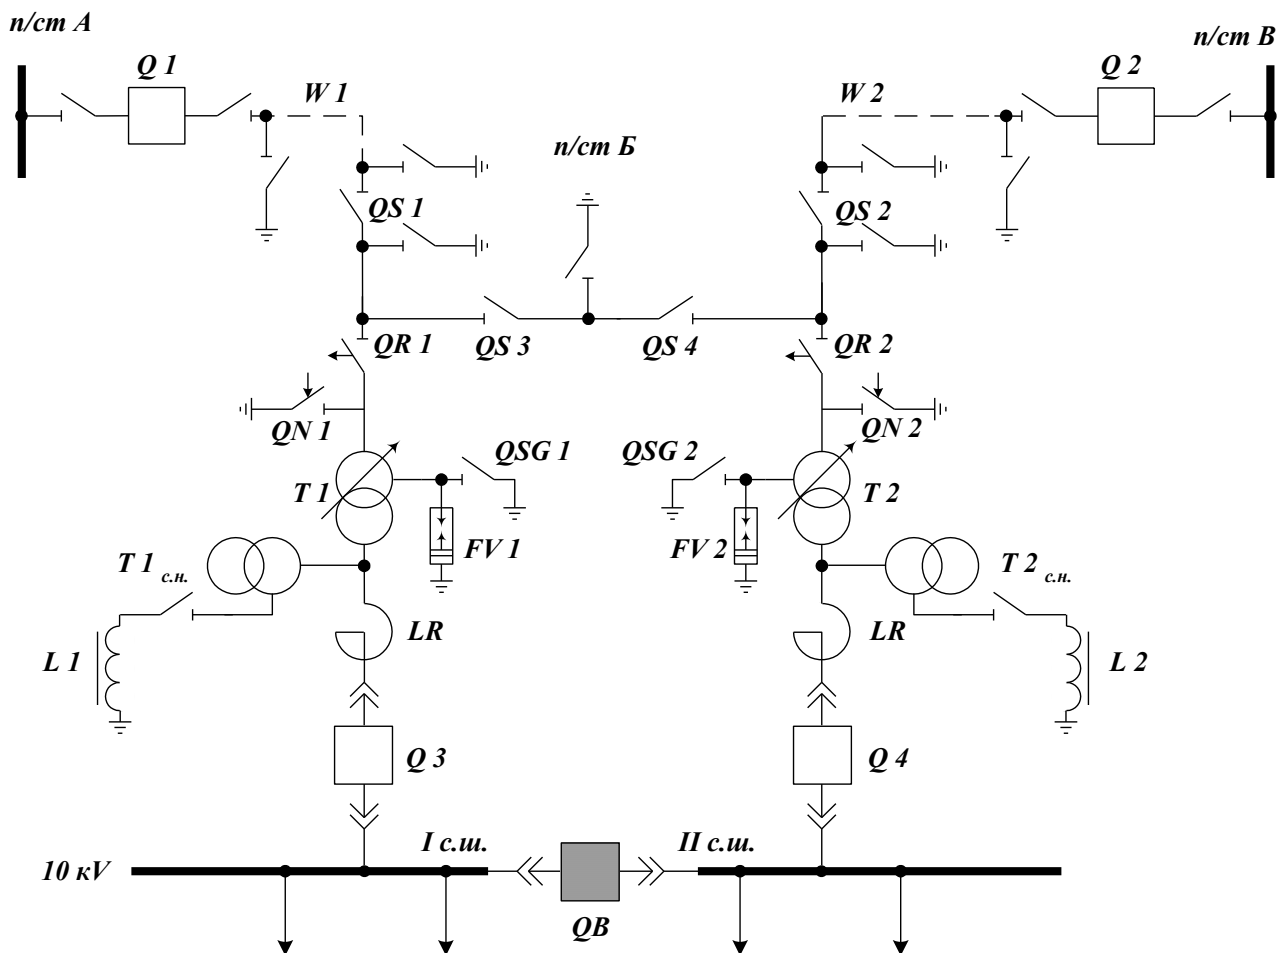 п/ст А
п/ст В
Q 1
Q 2
W 1
W 2
п/ст Б
QS 1
QS 2
QR 1
QS 3
QS 4
QR 2
QN 1
QN 2
QSG 1
QSG 2
T 1
T 2
FV 1
FV 2
T 1 с.н.
T 2 с.н.
LR
LR
L 1
L 2
Q 3
Q 4
I с.ш.
II с.ш.
10 кV
QB